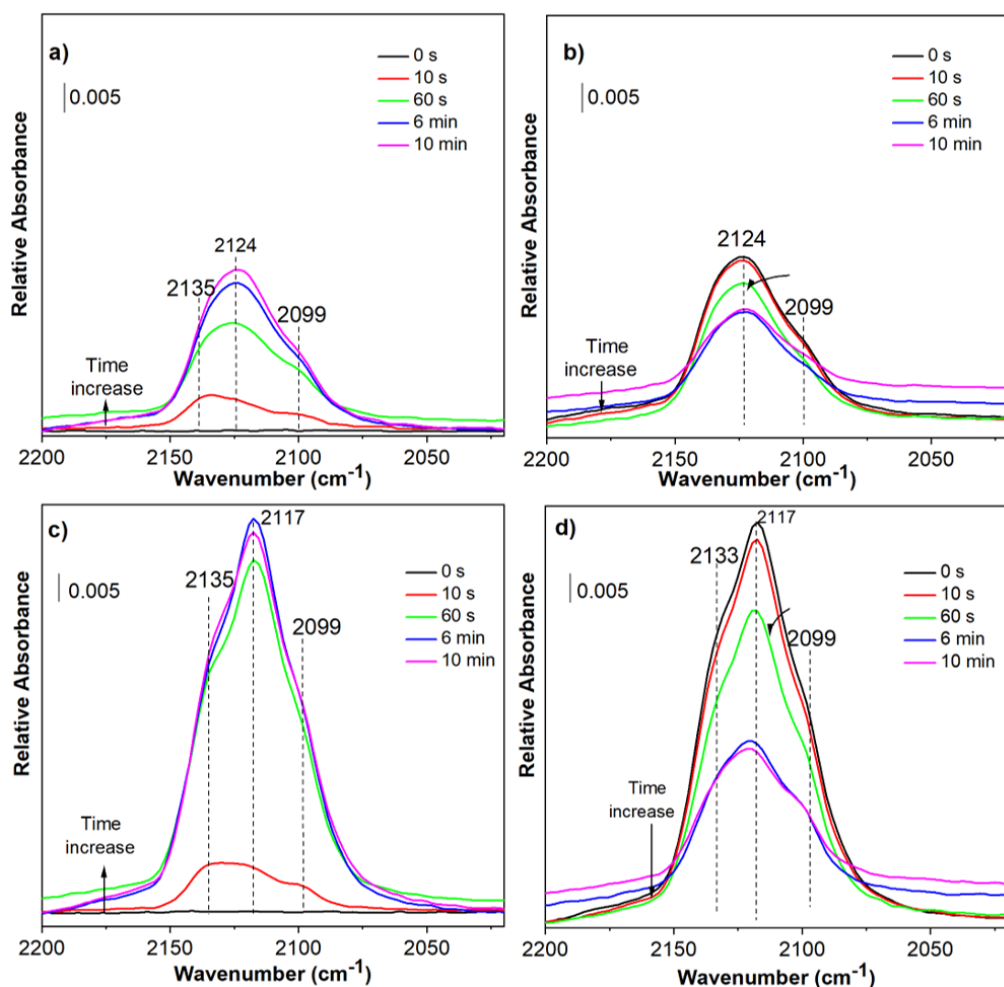 a)
0.005
0 s
10 s
60 s
6 min
10 min
2124
2135
2099
Time
increase
Relative Absorbance
2200
2150
2100
2050
Wavenumber (cm⁻¹)
b)
0.005
0 s
10 s
60 s
6 min
10 min
2124
2099
Time
increase
Relative Absorbance
2200
2150
2100
2050
Wavenumber (cm⁻¹)
c)
0.005
0 s
10 s
60 s
6 min
10 min
2117
2135
2099
Time
increase
Relative Absorbance
2200
2150
2100
2050
Wavenumber (cm⁻¹)
d)
0.005
0 s
10 s
60 s
6 min
10 min
2117
2133
2099
Time
increase
Relative Absorbance
2200
2150
2100
2050
Wavenumber (cm⁻¹)